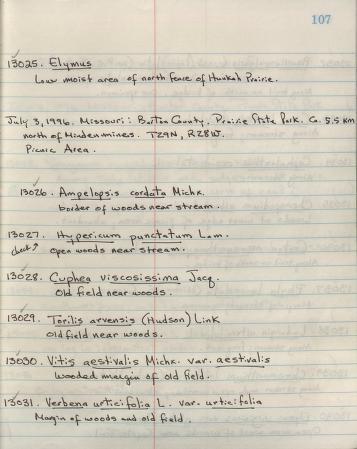 107
13025. Elymus
Low moist area of north fence of Hunkah Prairie.
July 3, 1996. Missouri: Barton County. Prairie State Park. Ca. 5.5 km
north of Mindenmines. T29N, R28W.
Picnic Area.
13026. Ampelopsis cordata Michx.
border of woods near stream.
13027. Hypericum punctatum Lam.
check open woods near stream.
13028. Cuphea viscosissima Jacq.
Old field near woods.
13029. Torilis arvensis (Hudson) Link
Old field near woods.
13030. Vitis aestivalis Michx. var. aestivalis
Wooded margin of old field.
13031. Verbena urticifolia L. var. urticifolia
Margin of woods and old field.